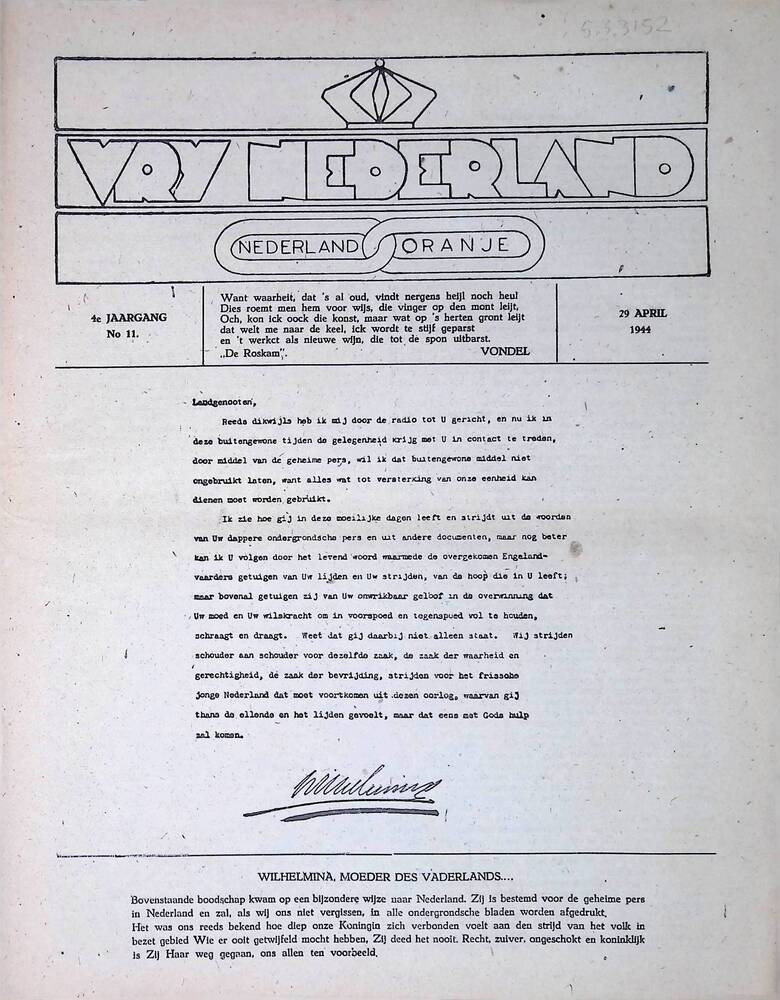 5.3.3152
VRY NEDERLAND
NEDERLAND ORANJE
4e JAARGANG
No 11.
Want waarheit, dat 's al oud, vindt nergens heijl noch heul
Dies roemt men hem voor wijs, die vinger op den mont leijt,
Och, kon ick oock die konst, maar wat op 's herten gront leijt
dat welt me naar de keel, ick wordt te stijf geparst
en 't werkct als nieuwe wijn, die tot de spon uitbarst.
„De Roskam".
VONDEL
29 APRIL
1944
Landgenooten,
Reeds dikwijls heb ik mij door de radio tot U gericht, en nu ik in
deze buitengewone tijden de gelegenheid krijg met U in contact te treden,
door middel van de geheime pers, wil ik dat buitengewone middel niet
ongebruikt laten, want alles wat tot versterking van onze eenheid kan
dienen moet worden gebruikt.
Ik zie hoe gij in deze moeilijke dagen leeft en strijdt uit de woorden
van Uw dappere ondergrondsche pers en uit andere documenten, maar nog beter
kan ik U volgen door het levend woord waarmede de overgekomen Engeland-
vaarders getuigen van Uw lijden en Uw strijden, van de hoop die in U leeft;
maar bovenal getuigen zij van Uw onwrikbaar geloof in de overwinning dat
Uw moed en Uw wilskracht om in voorspoed en tegenspoed vol te houden,
schraagt en draagt. Weet dat gij daarbij niet alleen staat. Wij strijden
schouder aan schouder voor dezelfde zaak, de zaak der waarheid en
gerechtigheid, de zaak der bevrijding, strijden voor het frissche
jonge Nederland dat moet voortkomen uit dezen oorlog, waarvan gij
thans de ellende en het lijden gevoelt, maar dat eens met Gods hulp
zal komen.
Wilhelmina
WILHELMINA, MOEDER DES VADERLANDS....
Bovenstaande boodschap kwam op een bijzondere wijze naar Nederland. Zij is bestemd voor de geheime pers
in Nederland en zal, als wij ons niet vergissen, in alle ondergrondsche bladen worden afgedrukt.
Het was ons reeds bekend hoe diep onze Koningin zich verbonden voelt aan den strijd van het volk in
bezet gebied Wie er ooit getwijfeld mocht hebben, Zij deed het nooit. Recht, zuiver, ongeschokt en koninklijk
is Zij Haar weg gegaan, ons allen ten voorbeeld.